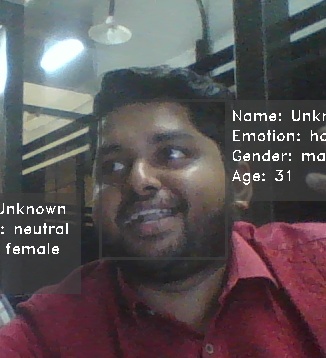 Name: Unkn
Emotion: ha
Gender: ma
Age: 31
Unknown
: neutral
female